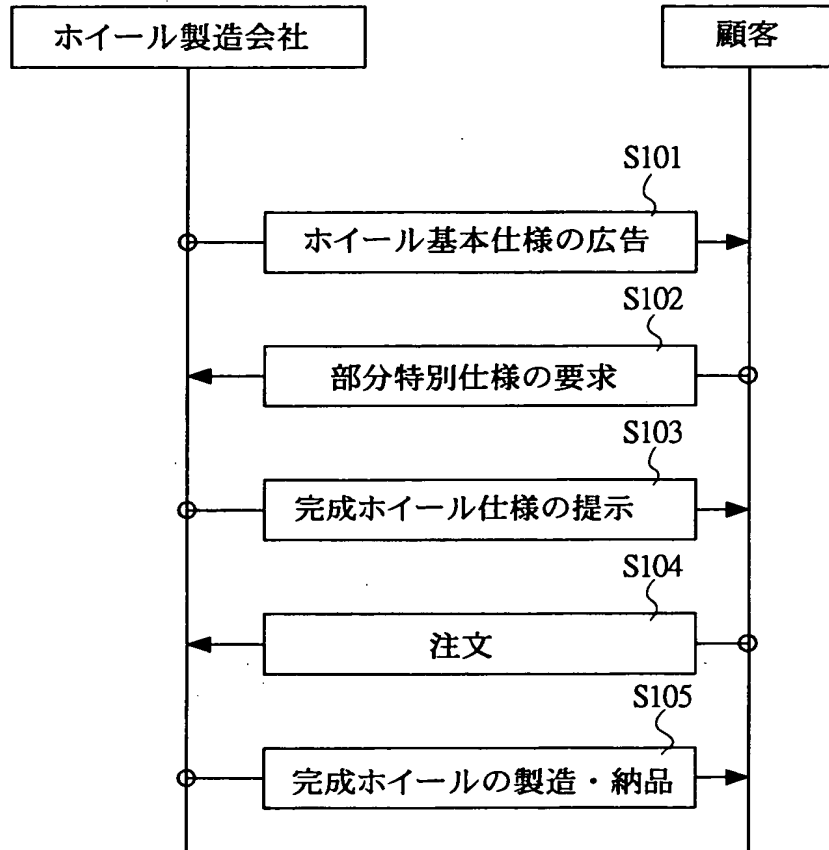 ホイール製造会社
顧客
S101
ホイール基本仕様の広告
S102
部分特別仕様の要求
S103
完成ホイール仕様の提示
S104
注文
S105
完成ホイールの製造・納品